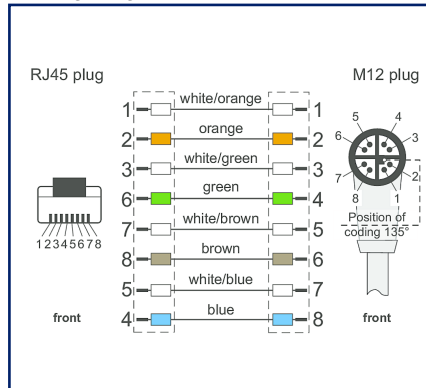 RJ45 plug
M12 plug
1 white/orange 1
2 orange 2
3 white/green 3
6 green 4
7 white/brown 5
8 brown 6
5 white/blue 7
4 blue 8
12345678
front
5 4
6 3
7 2
8 1
Position of
coding 135°
front